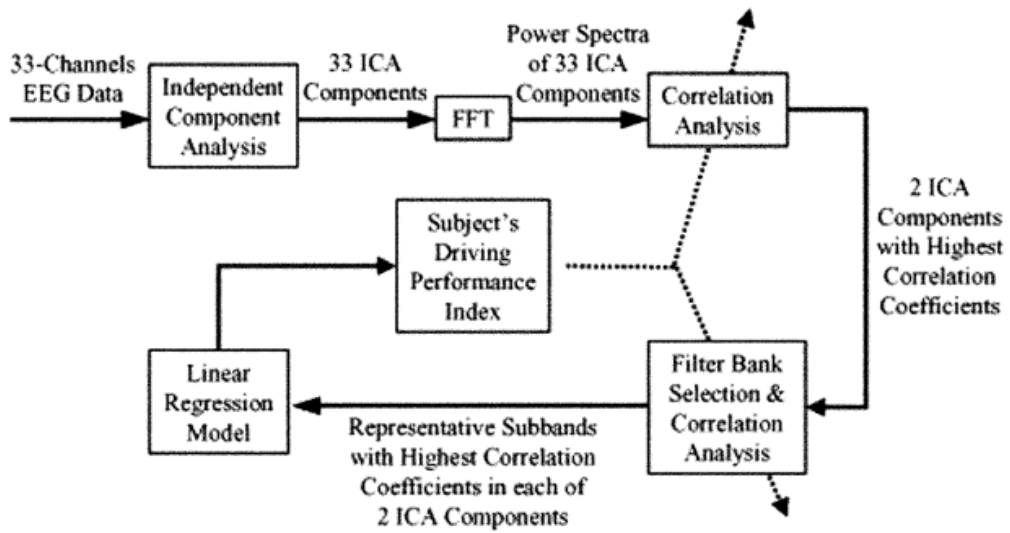 33-Channels
EEG Data
Independent
Component
Analysis
33 ICA
Components
FFT
Power Spectra
of 33 ICA
Components
Correlation
Analysis
2 ICA
Components
with Highest
Correlation
Coefficients
Subject's
Driving
Performance
Index
Filter Bank
Selection &
Correlation
Analysis
Representative Subbands
with Highest Correlation
Coefficients in each of
2 ICA Components
Linear
Regression
Model